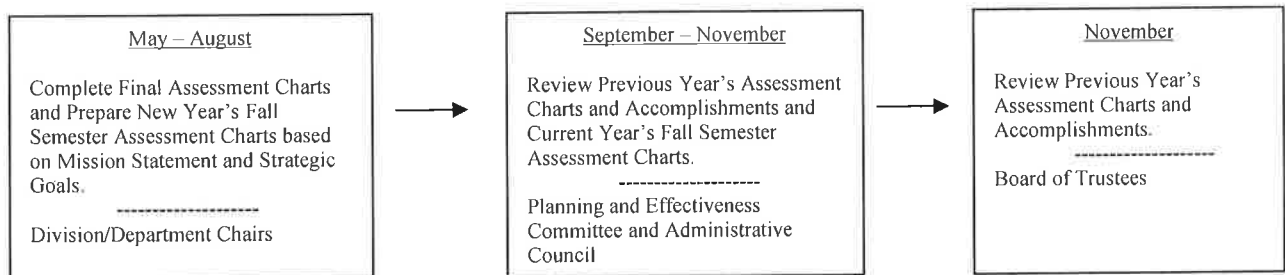 May – August
Complete Final Assessment Charts
and Prepare New Year's Fall
Semester Assessment Charts based
on Mission Statement and Strategic
Goals.
--------------------
Division/Department Chairs
September – November
Review Previous Year's Assessment
Charts and Accomplishments and
Current Year's Fall Semester
Assessment Charts.
--------------------
Planning and Effectiveness
Committee and Administrative
Council
November
Review Previous Year's
Assessment Charts and
Accomplishments.
--------------------
Board of Trustees